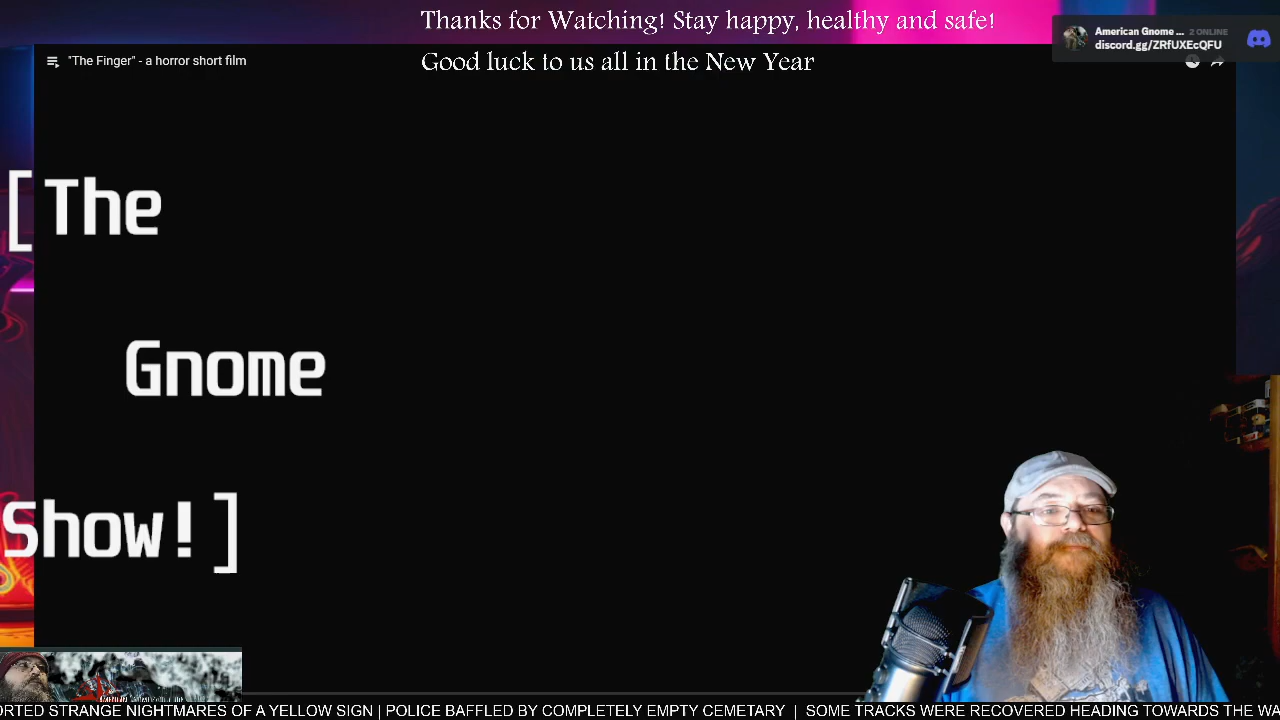 Thanks for Watching! Stay happy, healthy and safe!
American Gnome ... 2 ONLINE
discord.gg/ZRfUXEcQFU
"The Finger" - a horror short film
Good luck to us all in the New Year
[The
Gnome
Show!]
ORTED STRANGE NIGHTMARES OF A YELLOW SIGN | POLICE BAFFLED BY COMPLETELY EMPTY CEMETARY | SOME TRACKS WERE RECOVERED HEADING TOWARDS THE WA